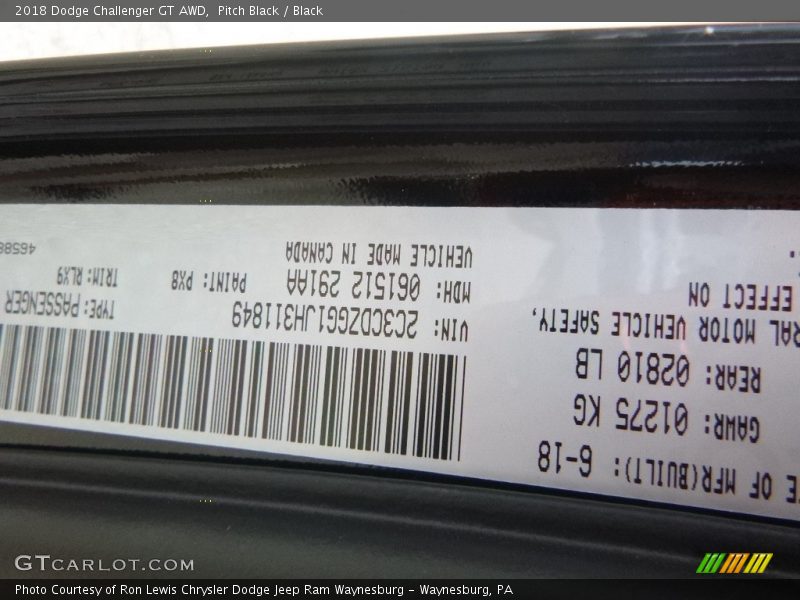 2018 Dodge Challenger GT AWD, Pitch Black / Black
E OF MFR(BUILT): 6-18
GAWR: 01275 KG
REAR: 02810 LB
RAL MOTOR VEHICLE SAFETY,
EFFECT ON
VIN: 2C3CDZGG1JH311849 TYPE: PASSENGER
MDH: 061512 291AA PAINT: PX8 TRIM: RLX9
VEHICLE MADE IN CANADA
GTCARLOT.COM
Photo Courtesy of Ron Lewis Chrysler Dodge Jeep Ram Waynesburg - Waynesburg, PA